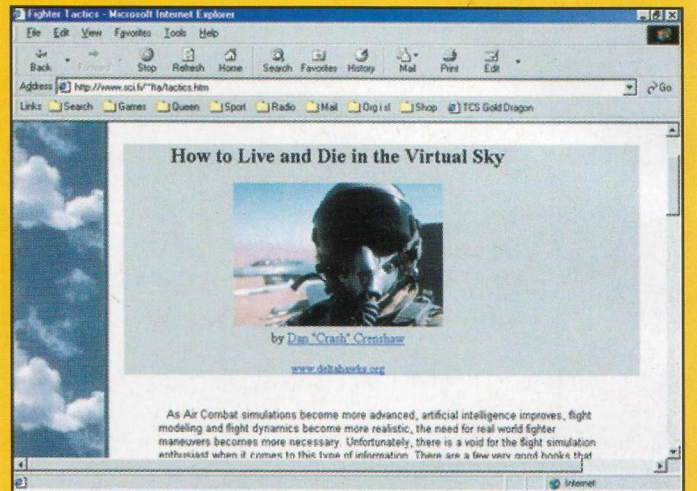 Fighter Tactics - Microsoft Internet Explorer
File Edit View Favorites Tools Help
Back Forward Stop Refresh Home Search Favorites History Mail Print Edit
Address http://www.sci.fi/~fta/tactics.htm Go
Links Search Games Queen Sport Radio Mail Org i sl Shop TCS Gold Dragon
How to Live and Die in the Virtual Sky
by Dan "Crash" Crenshaw
www.deltahawks.org
As Air Combat simulations become more advanced, artificial intelligence improves, flight
modeling and flight dynamics become more realistic, the need for real world fighter
maneuvers becomes more necessary. Unfortunately, there is a void for the flight simulation
enthusiast when it comes to this type of information. There are a few very good books that
Internet